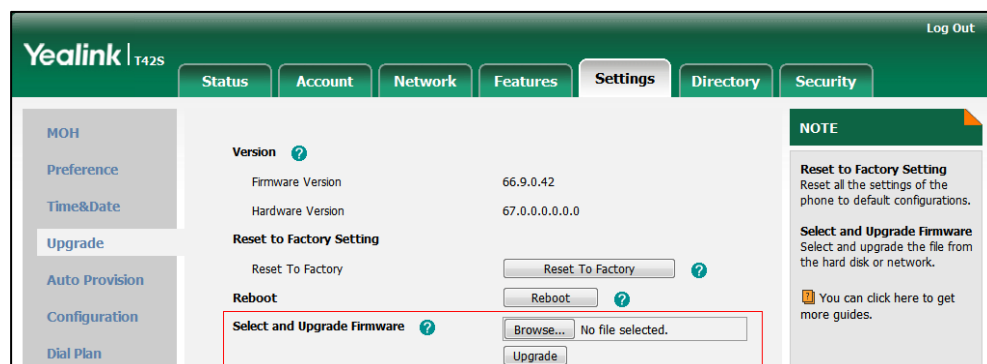 Log Out
Yealink | T42S
Status Account Network Features Settings Directory Security
MOH
Preference
Time&Date
Upgrade
Auto Provision
Configuration
Dial Plan
Version ?
Firmware Version 66.9.0.42
Hardware Version 67.0.0.0.0.0.0
Reset to Factory Setting
Reset To Factory Reset To Factory ?
Reboot Reboot ?
Select and Upgrade Firmware ? Browse... No file selected.
Upgrade
NOTE
Reset to Factory Setting
Reset all the settings of the
phone to default configurations.
Select and Upgrade Firmware
Select and upgrade the file from
the hard disk or network.
? You can click here to get
more guides.